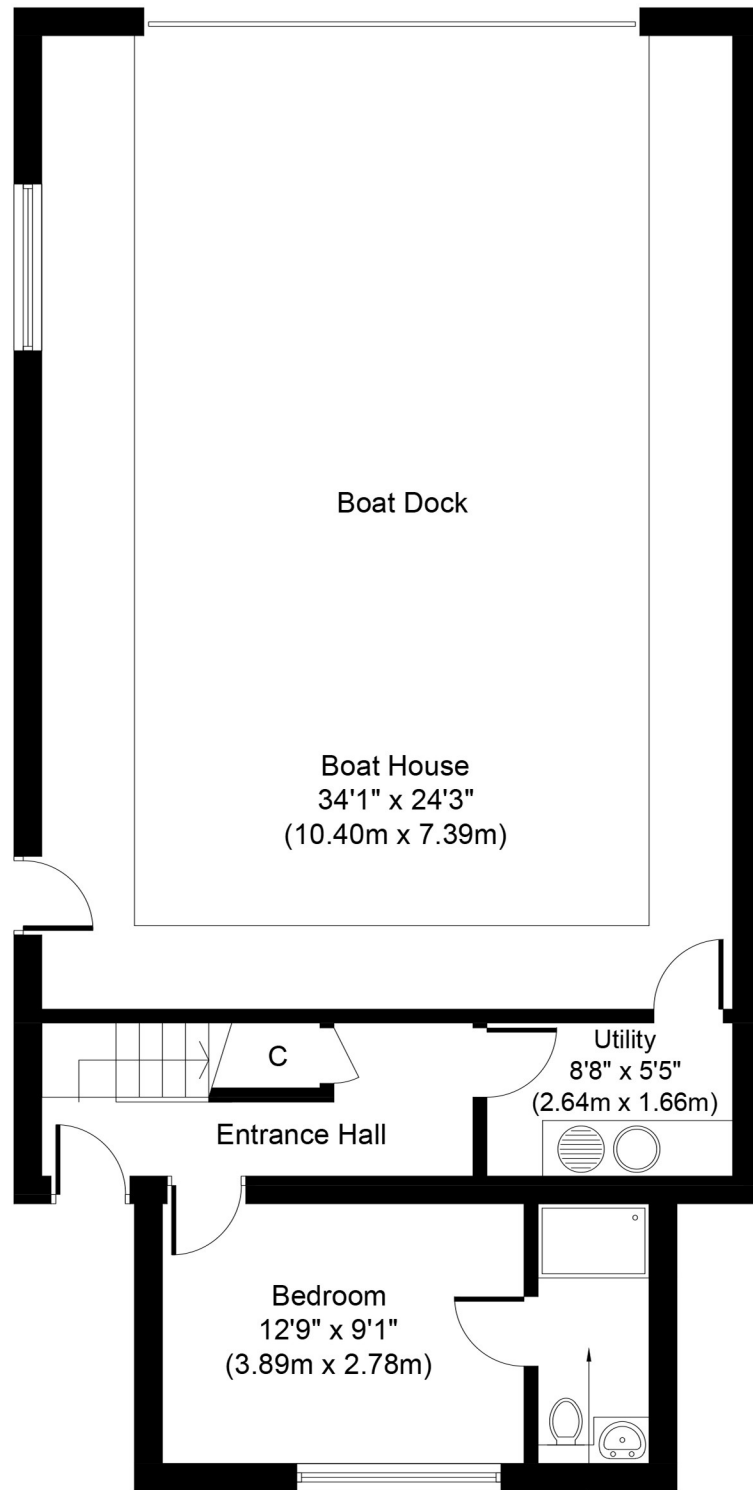 Boat Dock
Boat House
34'1" x 24'3"
(10.40m x 7.39m)
C
Utility
8'8" x 5'5"
(2.64m x 1.66m)
Entrance Hall
Bedroom
12'9" x 9'1"
(3.89m x 2.78m)